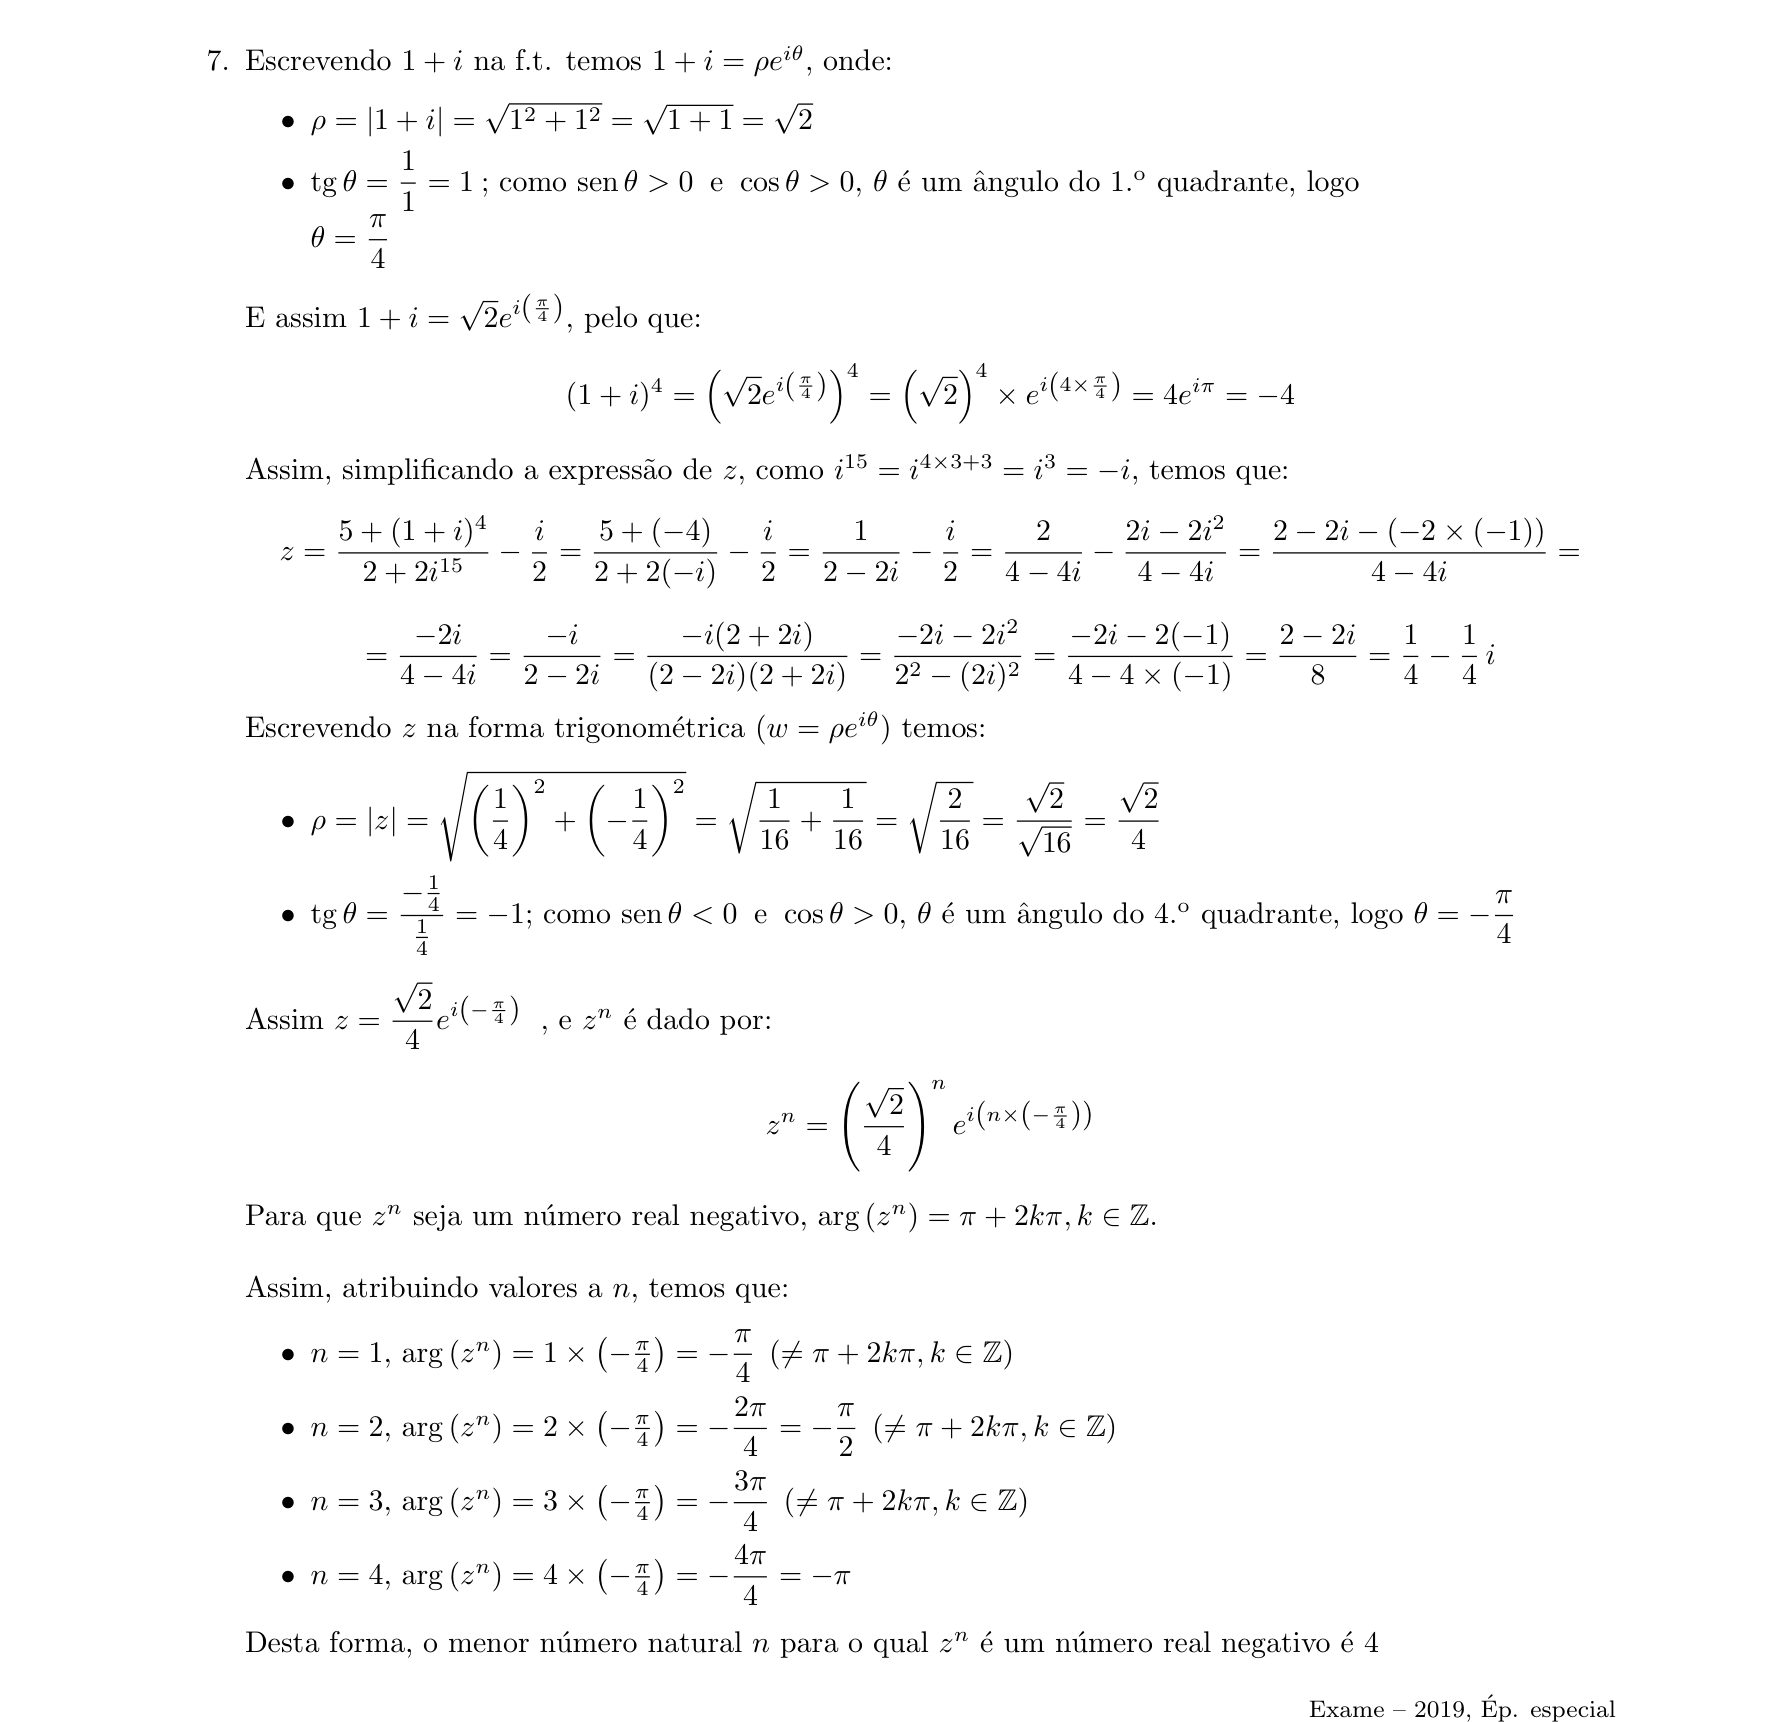 7. Escrevendo $1+i$ na f.t. temos $1+i=\rho e^{i\theta}$, onde:
• $\rho=|1+i|=\sqrt{1^2+1^2}=\sqrt{1+1}=\sqrt{2}$
• $\operatorname{tg}\theta=\frac{1}{1}=1$ ; como $\operatorname{sen}\theta>0$ e $\cos\theta>0$, $\theta$ é um ângulo do 1.º quadrante, logo
$\theta=\frac{\pi}{4}$
E assim $1+i=\sqrt{2}e^{i\left(\frac{\pi}{4}\right)}$, pelo que:
$(1+i)^4=\left(\sqrt{2}e^{i\left(\frac{\pi}{4}\right)}\right)^4=\left(\sqrt{2}\right)^4\times e^{i\left(4\times\frac{\pi}{4}\right)}=4e^{i\pi}=-4$
Assim, simplificando a expressão de $z$, como $i^{15}=i^{4\times3+3}=i^3=-i$, temos que:
$z=\frac{5+(1+i)^4}{2+2i^{15}}-\frac{i}{2}=\frac{5+(-4)}{2+2(-i)}-\frac{i}{2}=\frac{1}{2-2i}-\frac{i}{2}=\frac{2}{4-4i}-\frac{2i-2i^2}{4-4i}=\frac{2-2i-(-2\times(-1))}{4-4i}=$
$=\frac{-2i}{4-4i}=\frac{-i}{2-2i}=\frac{-i(2+2i)}{(2-2i)(2+2i)}=\frac{-2i-2i^2}{2^2-(2i)^2}=\frac{-2i-2(-1)}{4-4\times(-1)}=\frac{2-2i}{8}=\frac{1}{4}-\frac{1}{4}i$
Escrevendo $z$ na forma trigonométrica ($w=\rho e^{i\theta}$) temos:
• $\rho=|z|=\sqrt{\left(\frac{1}{4}\right)^2+\left(-\frac{1}{4}\right)^2}=\sqrt{\frac{1}{16}+\frac{1}{16}}=\sqrt{\frac{2}{16}}=\frac{\sqrt{2}}{\sqrt{16}}=\frac{\sqrt{2}}{4}$
• $\operatorname{tg}\theta=\frac{-\frac{1}{4}}{\frac{1}{4}}=-1$; como $\operatorname{sen}\theta<0$ e $\cos\theta>0$, $\theta$ é um ângulo do 4.º quadrante, logo $\theta=-\frac{\pi}{4}$
Assim $z=\frac{\sqrt{2}}{4}e^{i\left(-\frac{\pi}{4}\right)}$ , e $z^n$ é dado por:
$z^n=\left(\frac{\sqrt{2}}{4}\right)^n e^{i\left(n\times\left(-\frac{\pi}{4}\right)\right)}$
Para que $z^n$ seja um número real negativo, $\arg(z^n)=\pi+2k\pi, k\in\mathbb{Z}$.
Assim, atribuindo valores a $n$, temos que:
• $n=1$, $\arg(z^n)=1\times\left(-\frac{\pi}{4}\right)=-\frac{\pi}{4}$ $(\neq\pi+2k\pi, k\in\mathbb{Z})$
• $n=2$, $\arg(z^n)=2\times\left(-\frac{\pi}{4}\right)=-\frac{2\pi}{4}=-\frac{\pi}{2}$ $(\neq\pi+2k\pi, k\in\mathbb{Z})$
• $n=3$, $\arg(z^n)=3\times\left(-\frac{\pi}{4}\right)=-\frac{3\pi}{4}$ $(\neq\pi+2k\pi, k\in\mathbb{Z})$
• $n=4$, $\arg(z^n)=4\times\left(-\frac{\pi}{4}\right)=-\frac{4\pi}{4}=-\pi$
Desta forma, o menor número natural $n$ para o qual $z^n$ é um número real negativo é 4
Exame – 2019, Ép. especial